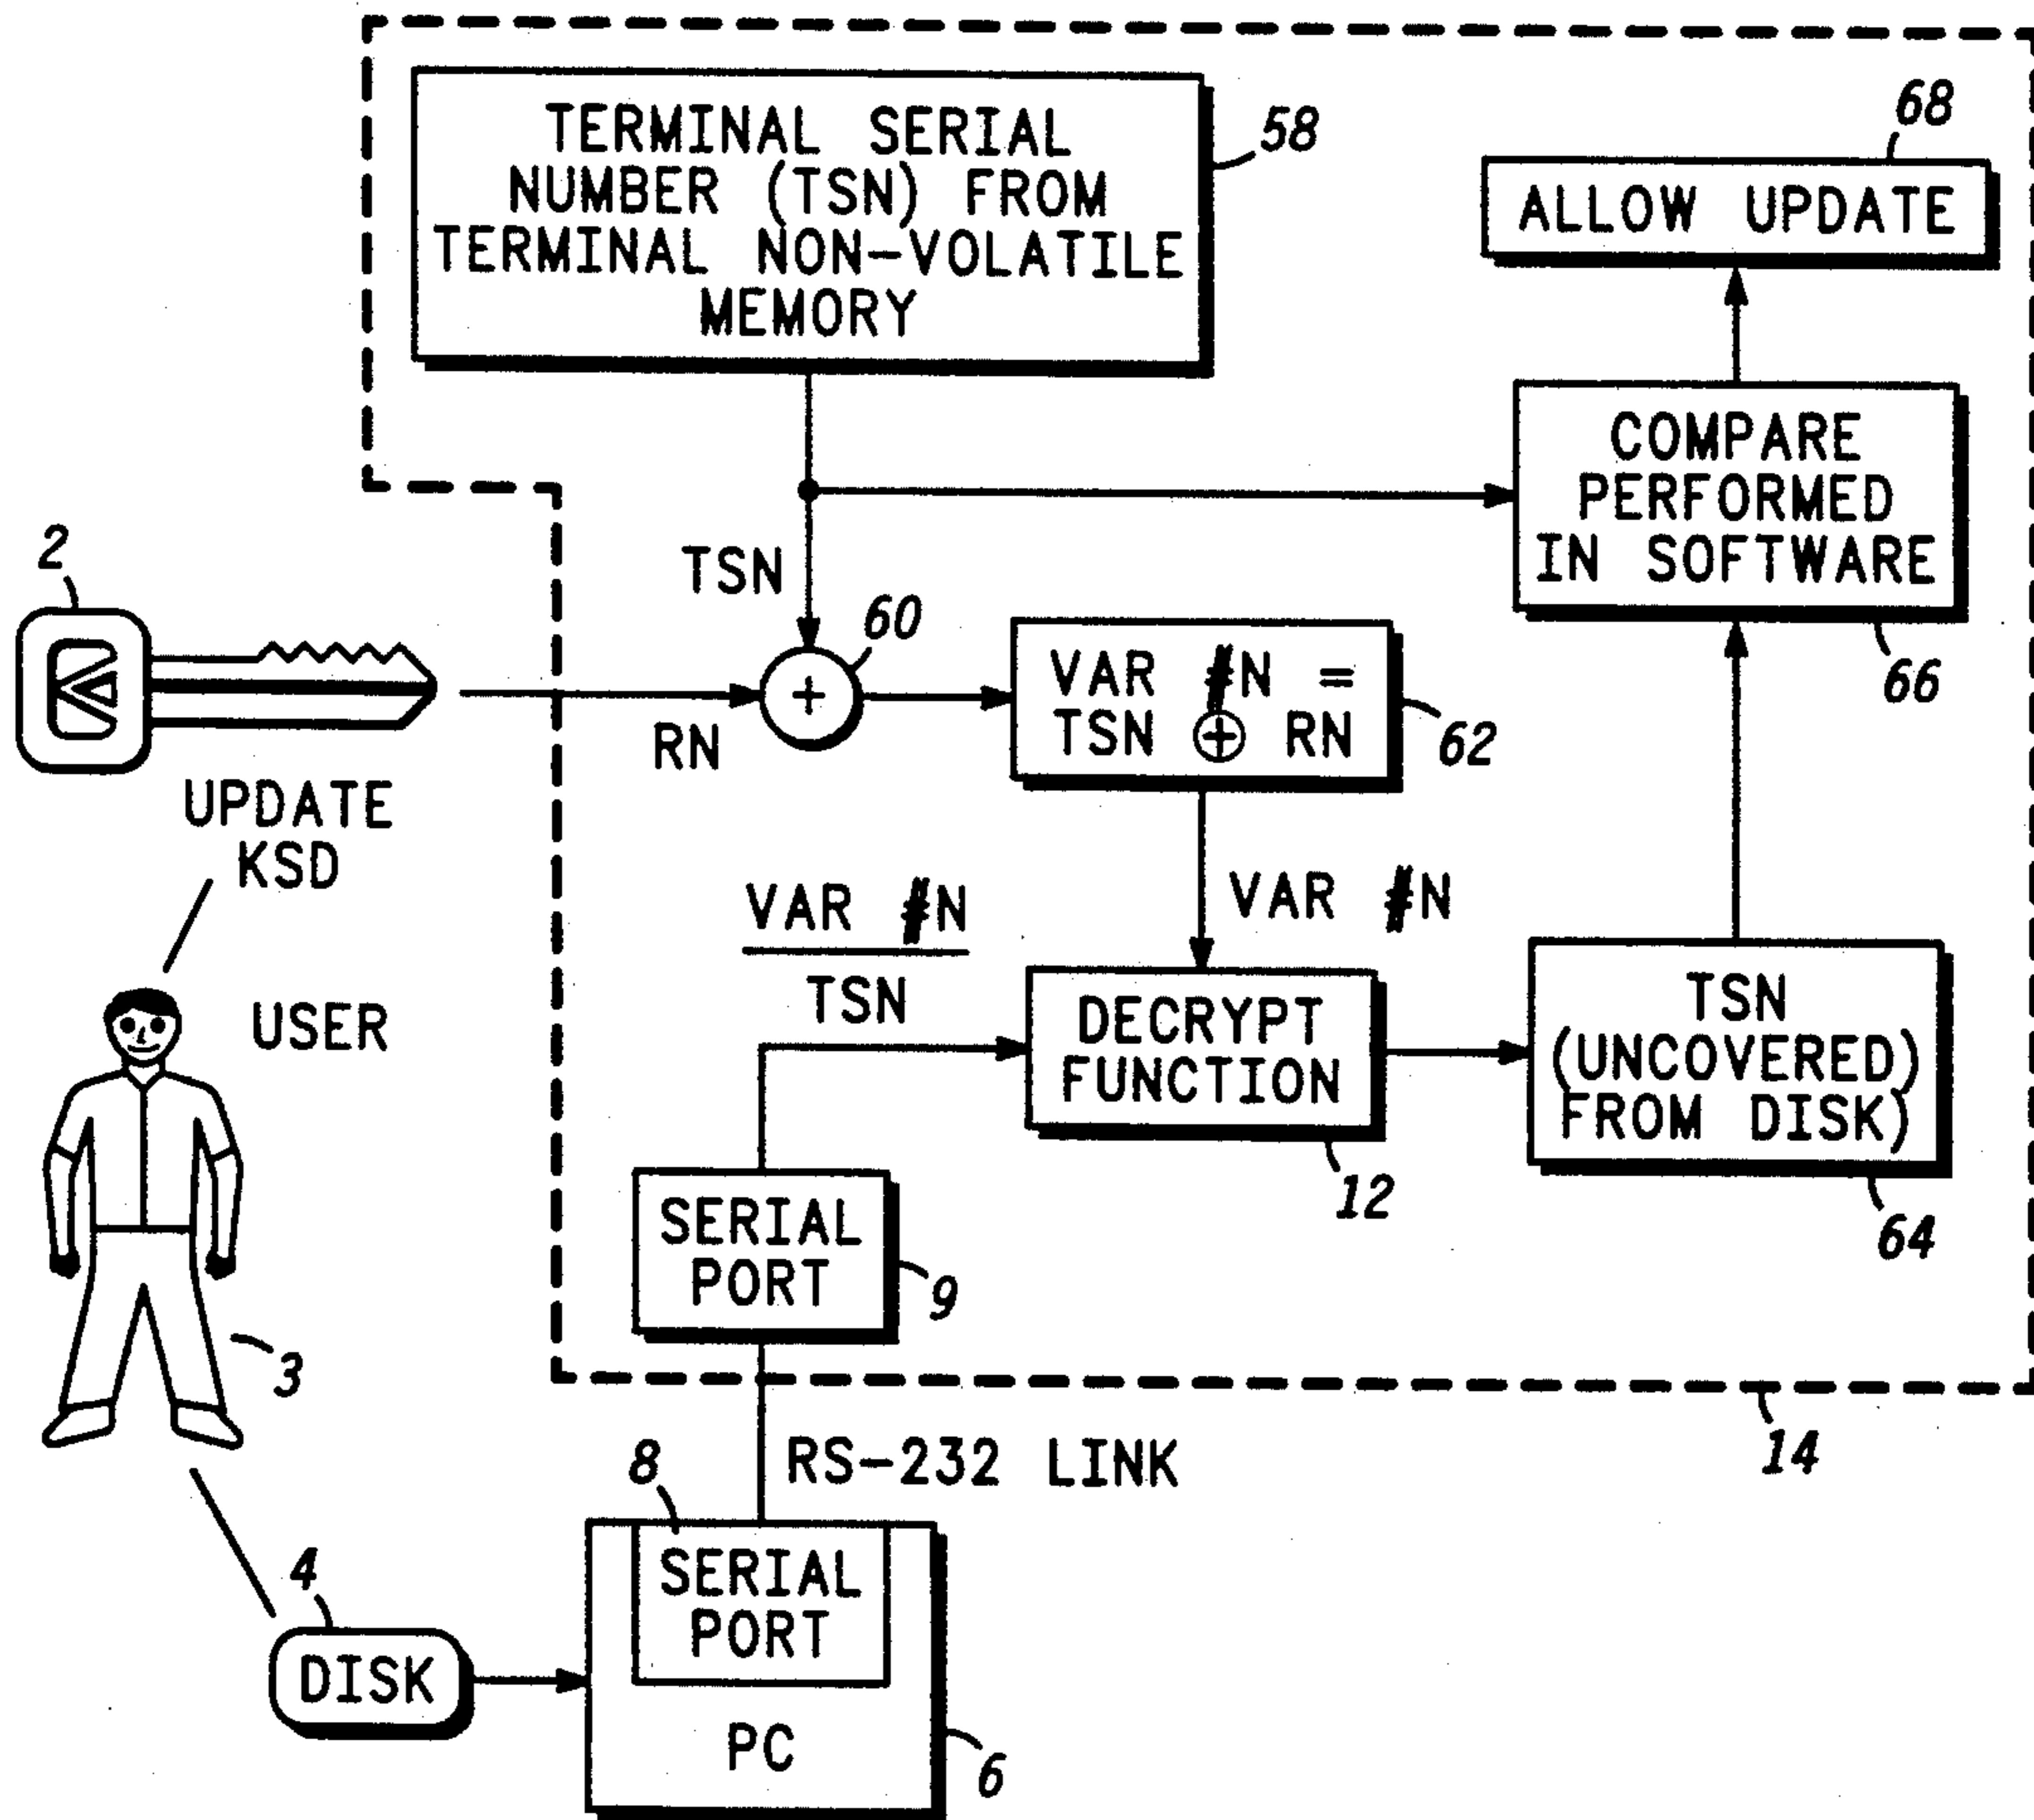 TERMINAL SERIAL
NUMBER (TSN) FROM
TERMINAL NON-VOLATILE
MEMORY
58
68
ALLOW UPDATE
COMPARE
PERFORMED
IN SOFTWARE
66
2
UPDATE
KSD
TSN
60
RN
VAR #N =
TSN ⊕ RN
62
VAR #N
TSN
VAR #N
DECRYPT
FUNCTION
12
TSN
(UNCOVERED)
FROM DISK)
64
USER
3
SERIAL
PORT
9
14
RS-232 LINK
8
SERIAL
PORT
PC
6
4
DISK